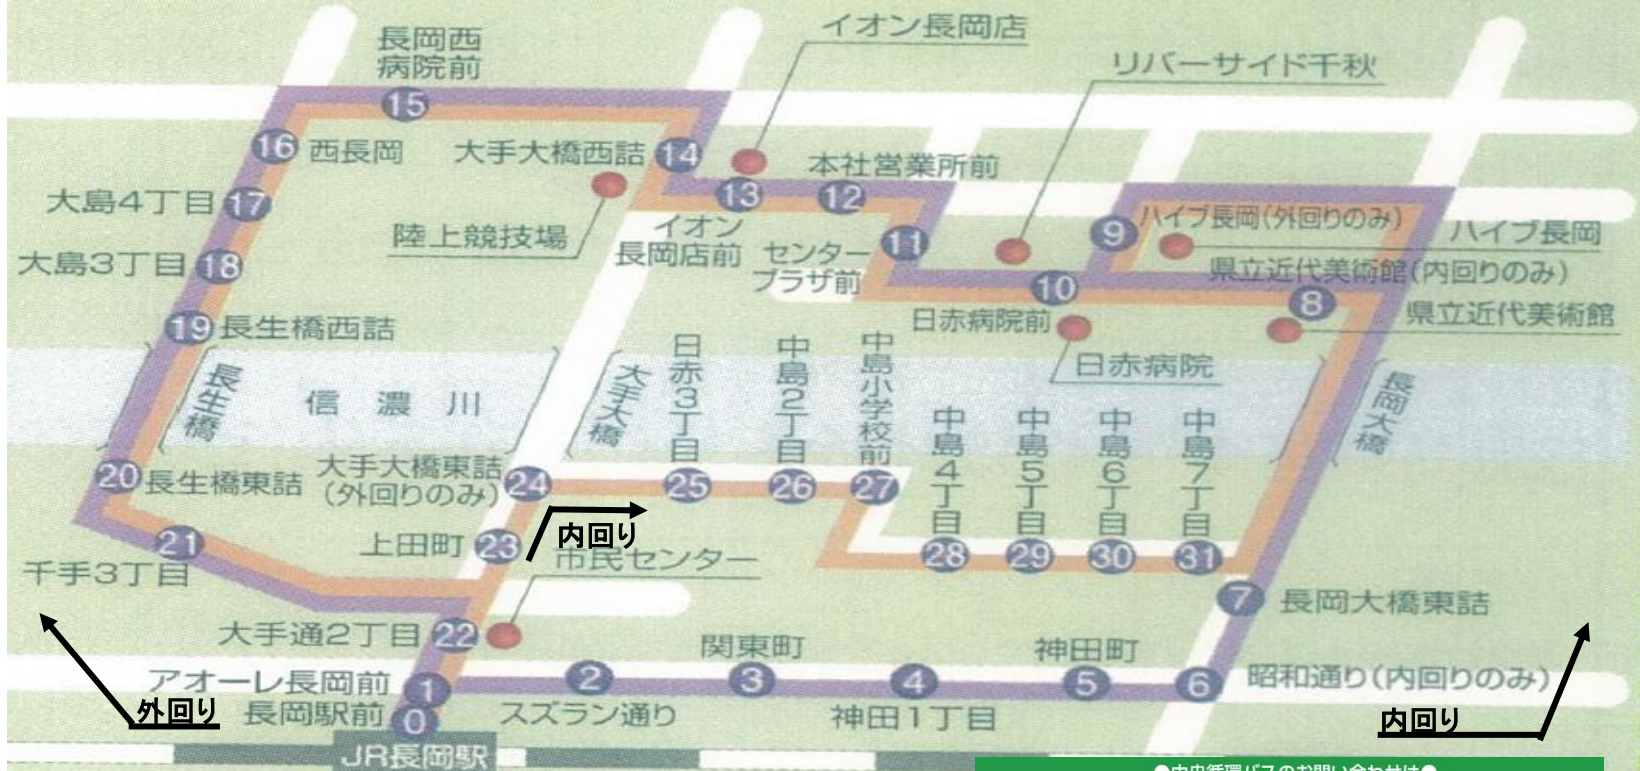 イオン長岡店
長岡西
病院前
リバーサイド千秋
15
16
西長岡
大手大橋西詰
14
13
12
本社営業所前
大島4丁目
17
陸上競技場
イオン
長岡店前
センター
プラザ前
11
9
ハイブ長岡(外回りのみ)
ハイブ長岡
大島3丁目
18
10
県立近代美術館(内回りのみ)
8
県立近代美術館
19
長生橋西詰
日赤病院前
日赤病院
長生橋
信濃川
大手大橋
長岡大橋
日赤3丁目
中島2丁目
中島小学校前
中島4丁目
中島5丁目
中島6丁目
中島7丁目
20
長生橋東詰
大手大橋東詰
(外回りのみ)
24
25
26
27
21
千手3丁目
上田町
23
内回り
市民センター
28
29
30
31
7
長岡大橋東詰
大手通2丁目
22
関東町
神田町
アオーレ長岡前
1
2
3
4
5
6
昭和通り(内回りのみ)
外回り
長岡駅前
0
スズラン通り
神田1丁目
内回り
JR長岡駅
●中央循環バスのお問い合わせは●